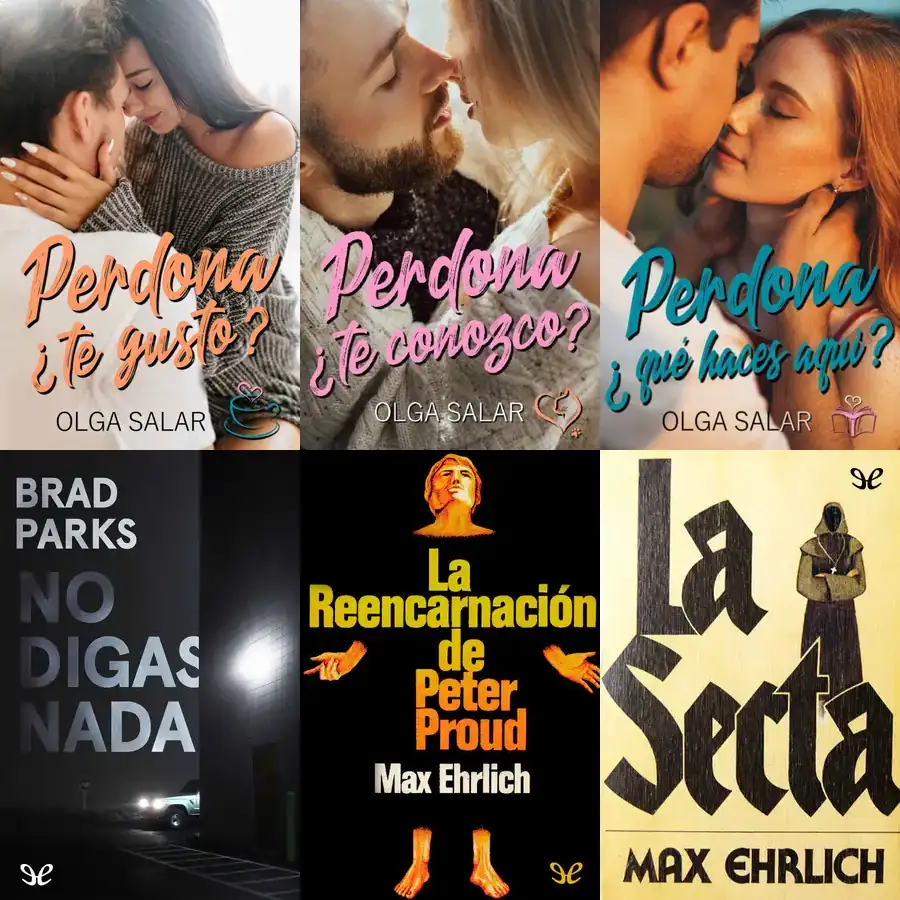 Perdona
¿te gusto?
OLGA SALAR
Perdona
¿te conozco?
OLGA SALAR
Perdona
¿qué haces aquí?
OLGA SALAR
BRAD
PARKS
NO
DIGAS
NADA
La
Reencarnación
de
Peter
Proud
Max Ehrlich
La
Secta
MAX EHRLICH